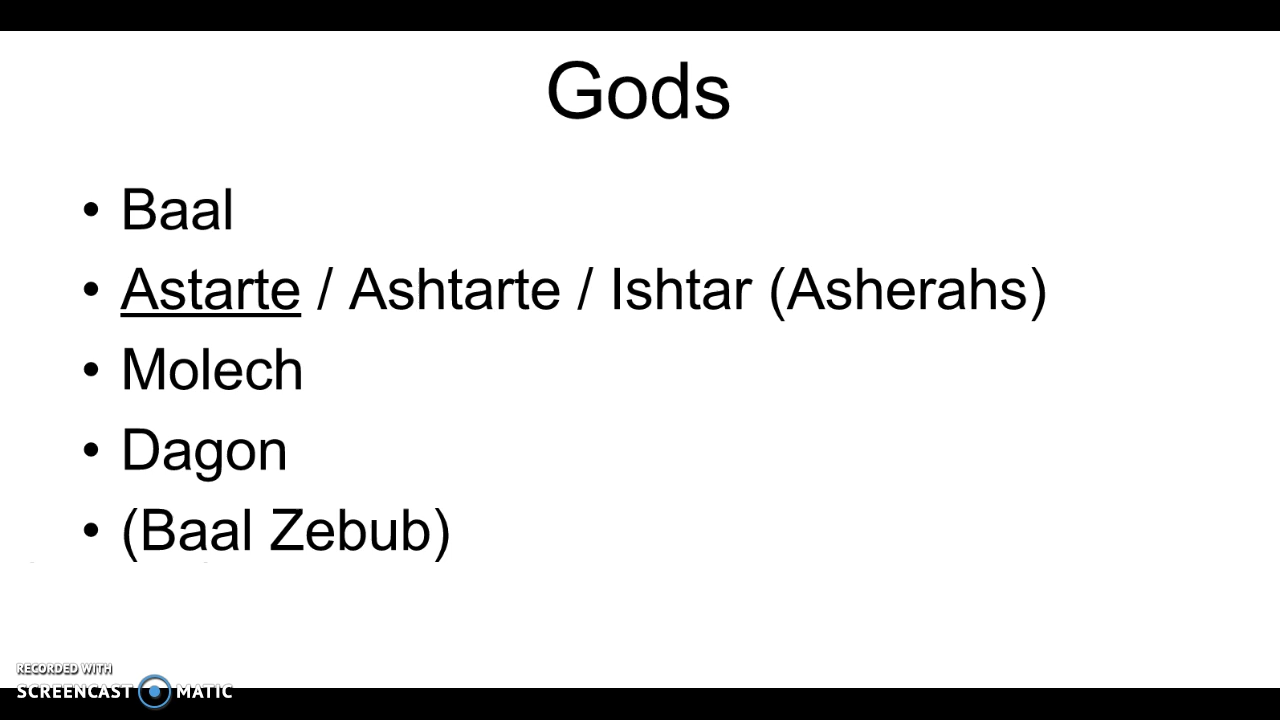 Gods
• Baal
• Astarte / Ashtarte / Ishtar (Asherahs)
• Molech
• Dagon
• (Baal Zebub)
RECORDED WITH
SCREENCAST MATIC